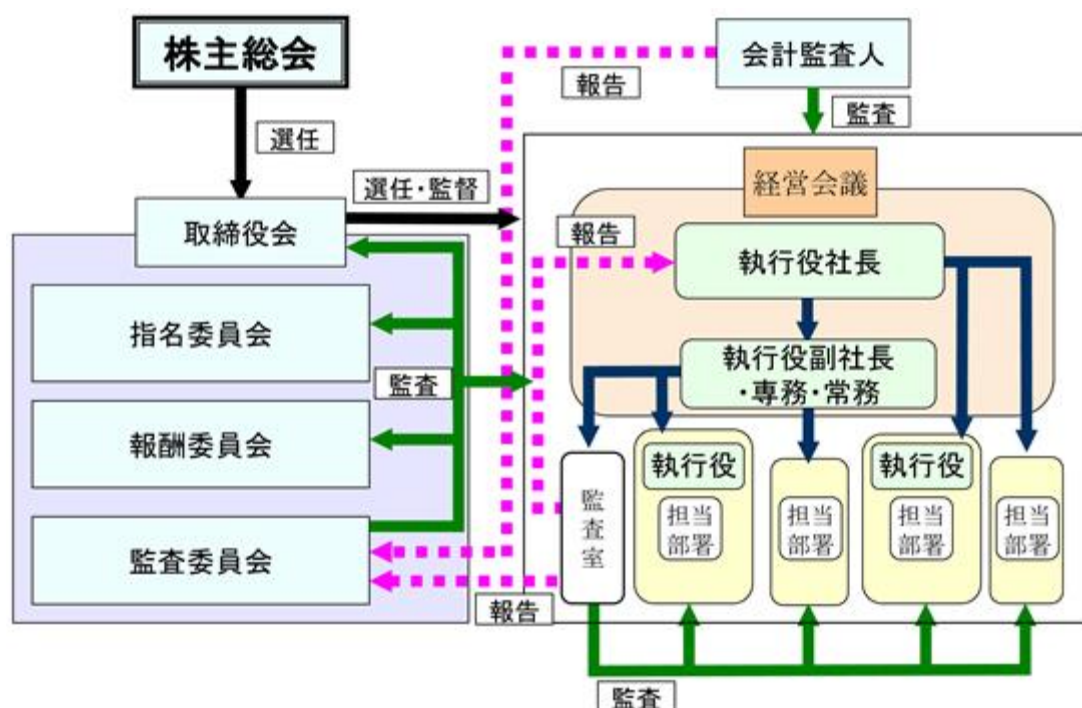 株主総会
会計監査人
報告
監査
選任
経営会議
選任・監督
取締役会
報告
執行役社長
指名委員会
執行役副社長
・専務・常務
監査
報酬委員会
監査室
執行役
担当
部署
担当
部署
執行役
担当
部署
担当
部署
監査委員会
報告
監査